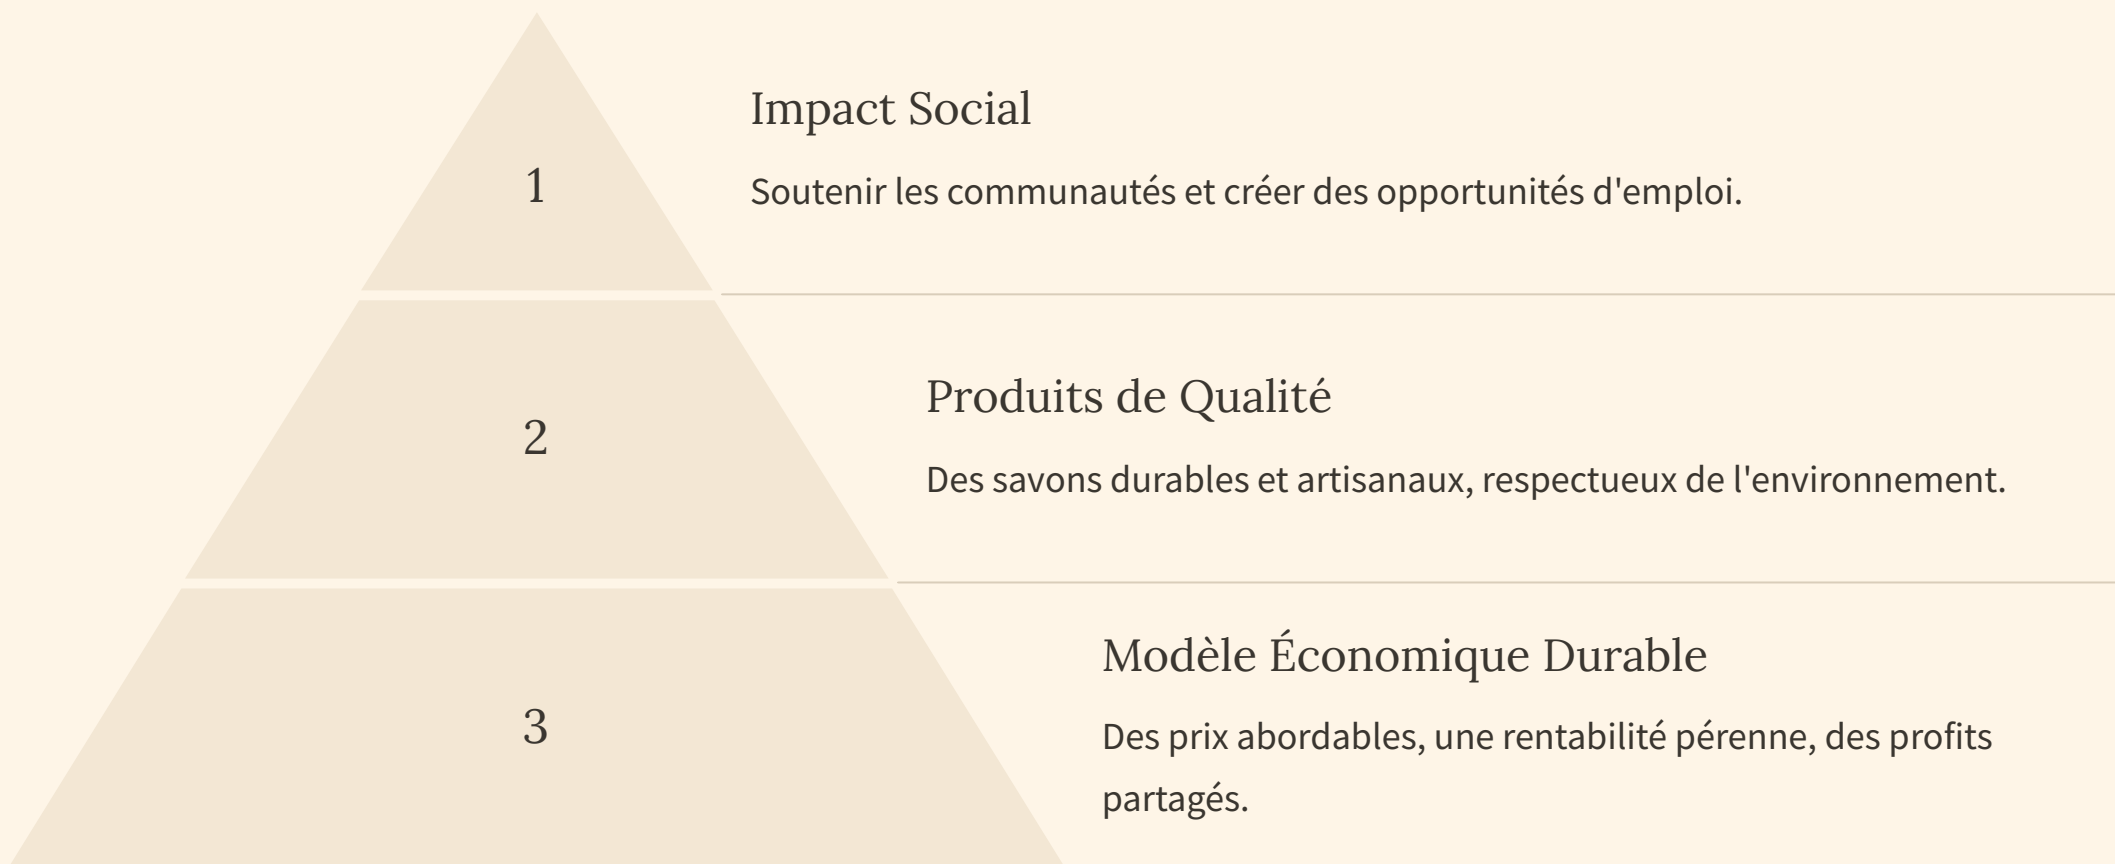 1
Impact Social
Soutenir les communautés et créer des opportunités d'emploi.
2
Produits de Qualité
Des savons durables et artisanaux, respectueux de l'environnement.
3
Modèle Économique Durable
Des prix abordables, une rentabilité pérenne, des profits
partagés.